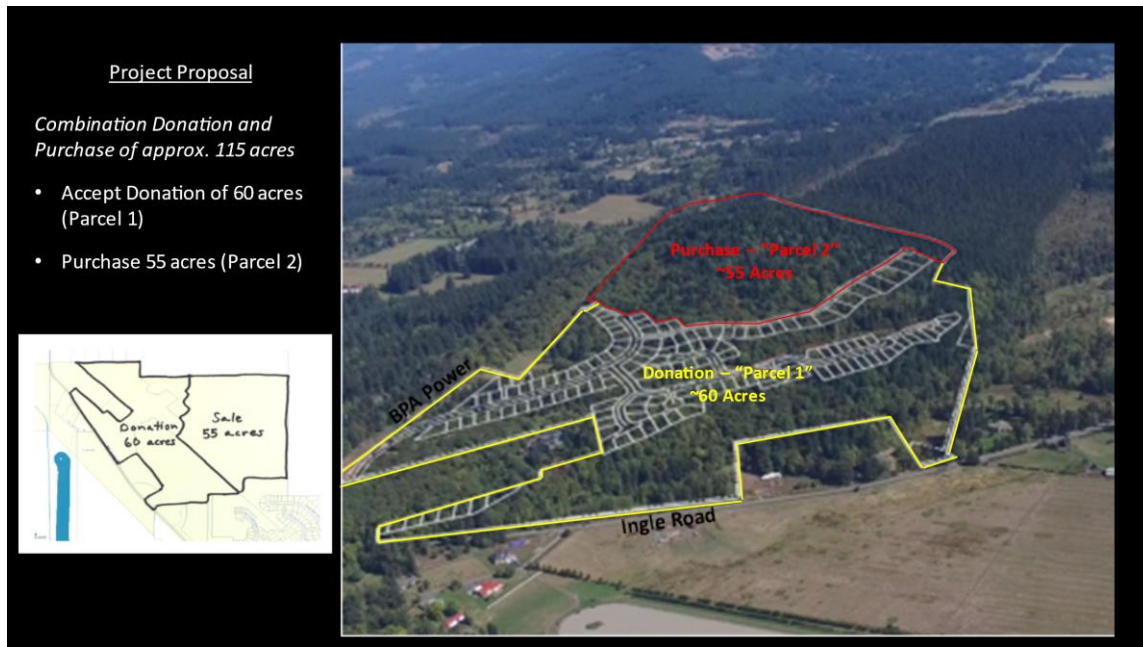 Project Proposal
Combination Donation and
Purchase of approx. 115 acres
• Accept Donation of 60 acres
(Parcel 1)
• Purchase 55 acres (Parcel 2)
Donation
60 acres
Sale
55 acres
Purchase – "Parcel 2"
~55 Acres
BPA Power
Donation – "Parcel 1"
~60 Acres
Ingle Road